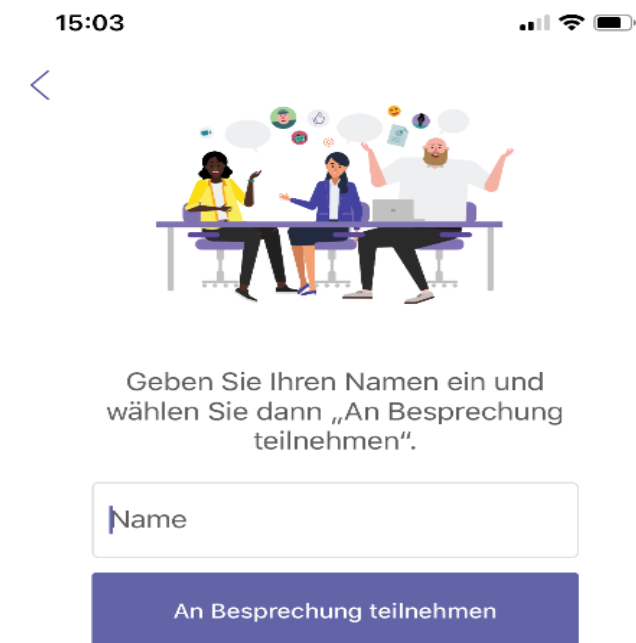 15:03
Geben Sie Ihren Namen ein und
wählen Sie dann „An Besprechung
teilnehmen“.
Name
An Besprechung teilnehmen